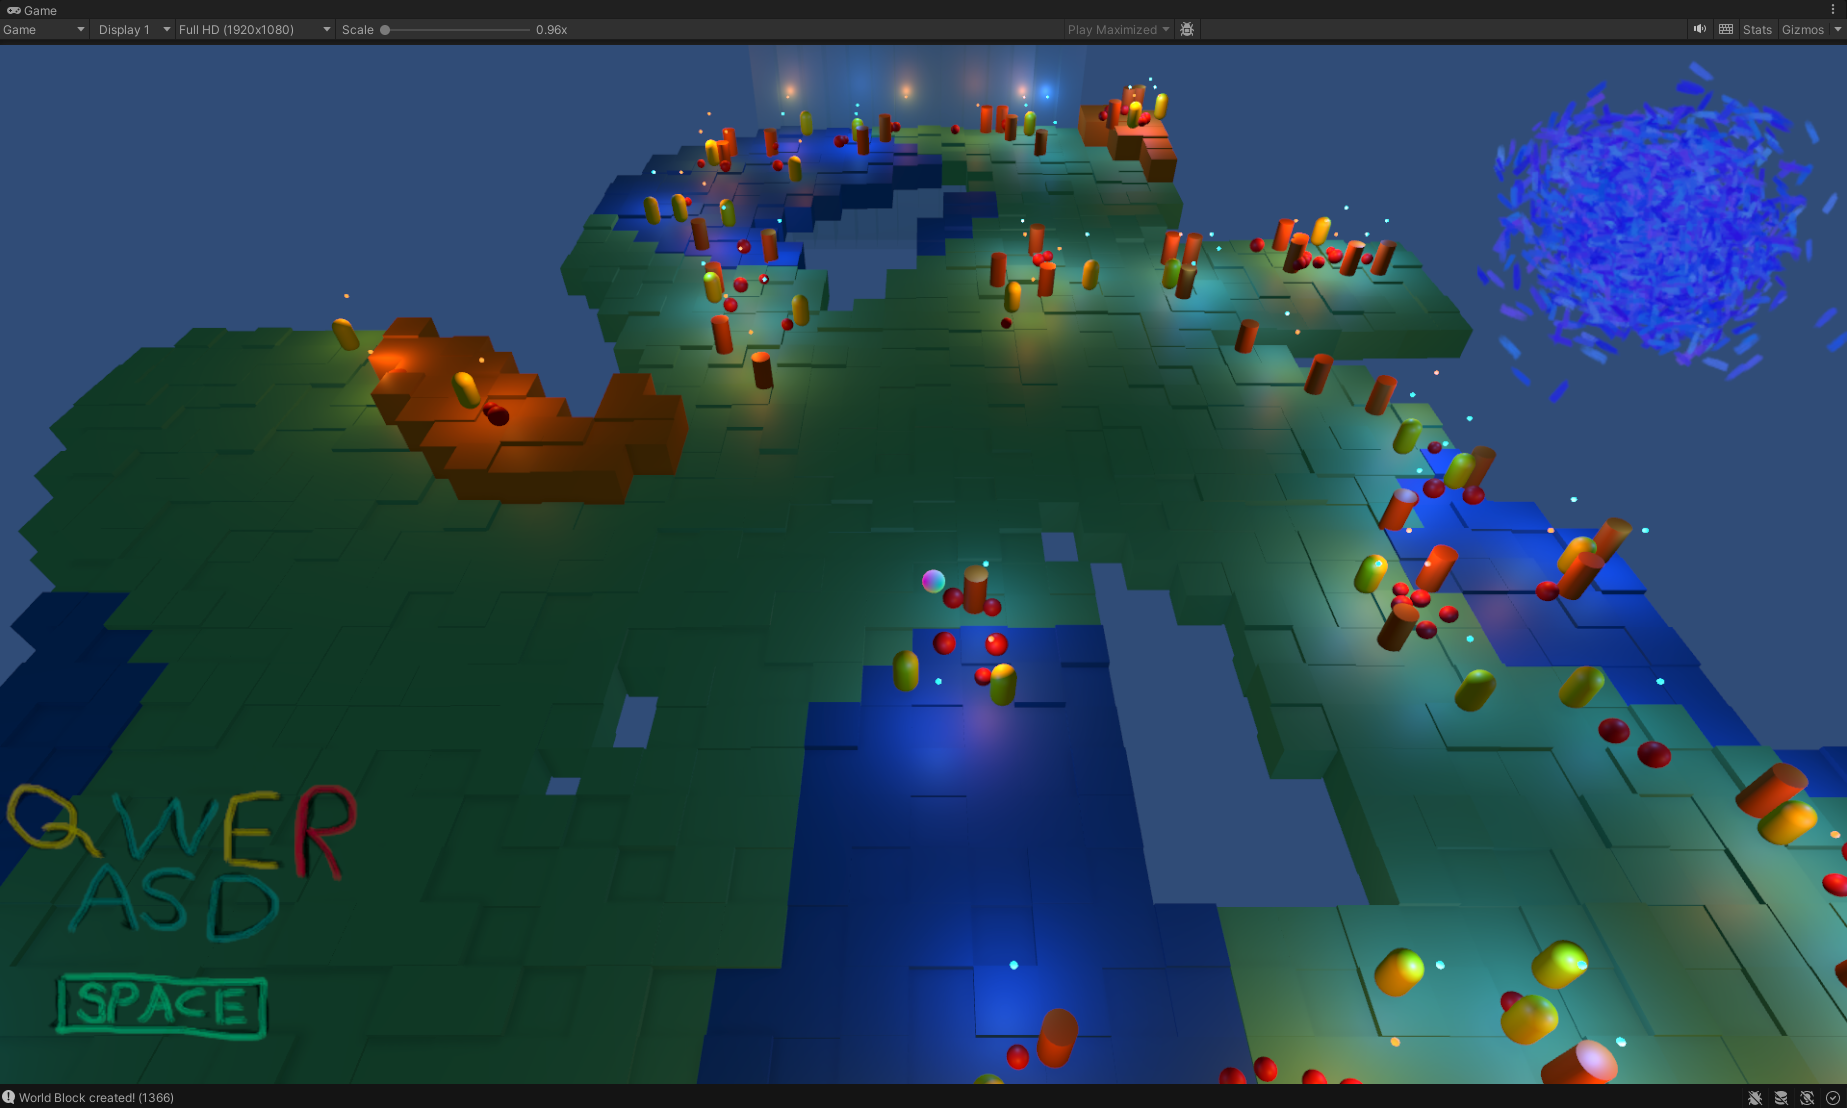 Game
Game Display 1 Full HD (1920x1080) Scale 0.96x Play Maximized Stats Gizmos
QWER
ASD
SPACE
World Block created! (1366)